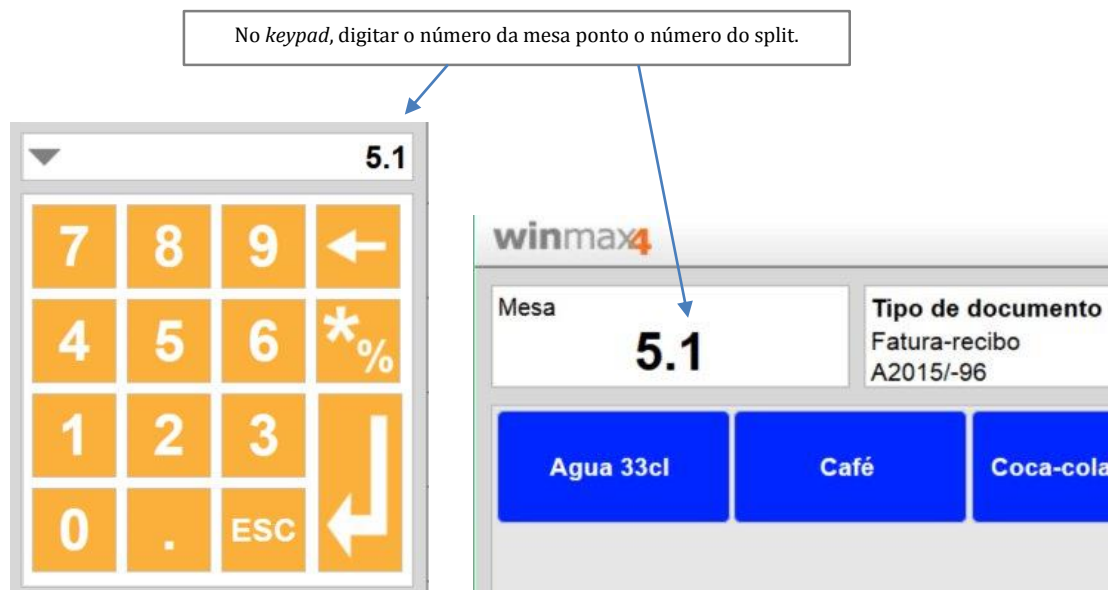 No keypad, digitar o número da mesa ponto o número do split.
5.1
7 8 9
4 5 6 *%
1 2 3
0 . ESC
winmax4
Mesa
5.1
Tipo de documento
Fatura-recibo
A2015/-96
Agua 33cl
Café
Coca-cola